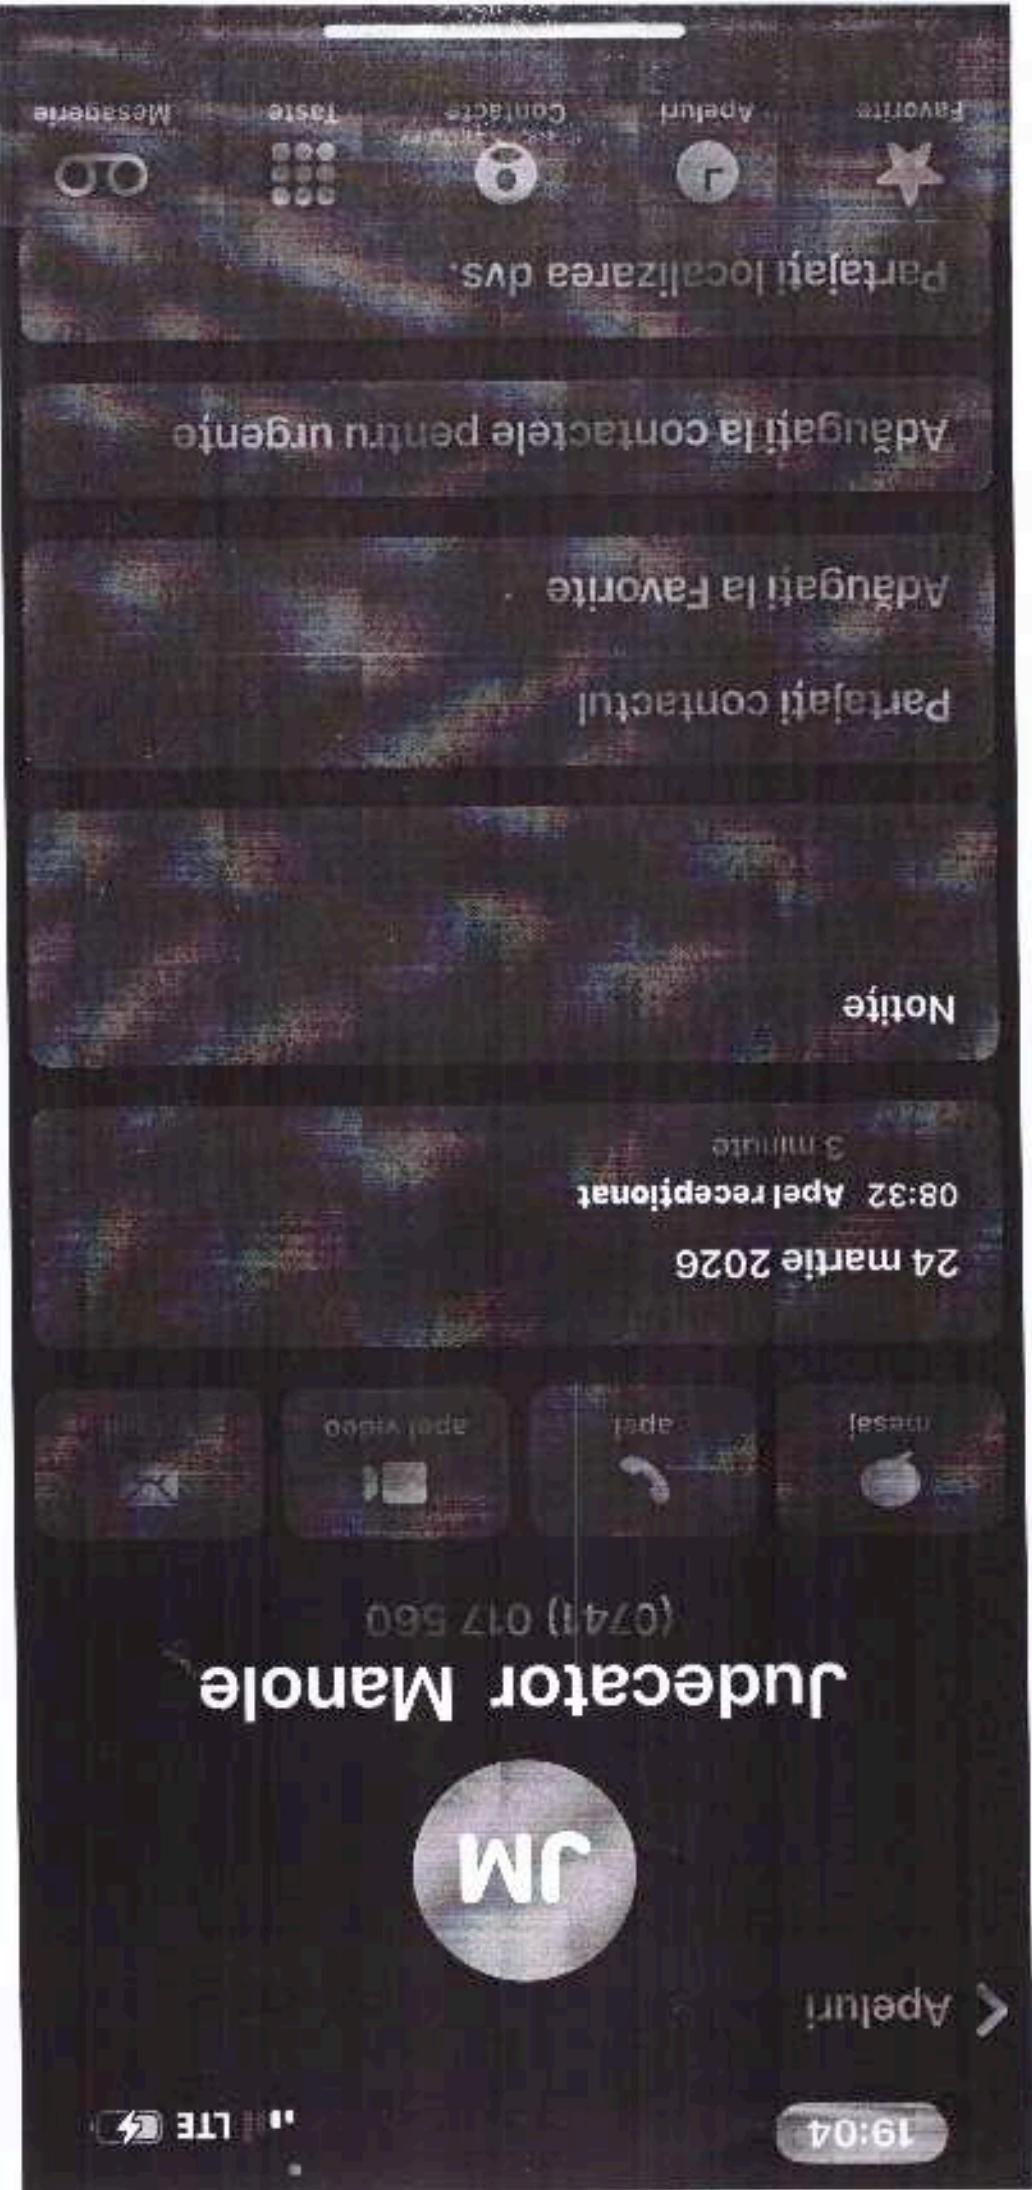 19:04 LTE
Apeluri
JM
Judecator Manole
(0741) 017 560
mesaj apel apel video
24 martie 2026
08:32 Apel recepționat
3 minute
Notițe
Partajați contactul
Adăugați la Favorite
Adăugați la contactele pentru urgențe
Partajați localizarea dvs.
Favorite Apeluri Contacte Taste Mesagerie